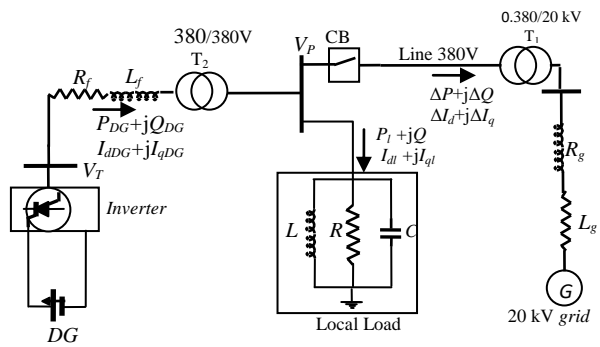 0.380/20 kV
T₁
380/380V
T₂
V_P
CB
Line 380V
R_f
L_f
ΔP+jΔQ
ΔI_d+jΔI_q
P_DG+jQ_DG
I_dDG+jI_qDG
P_l +jQ
I_dl +jI_ql
R_g
V_T
Inverter
L
R
C
L_g
G
20 kV grid
DG
Local Load